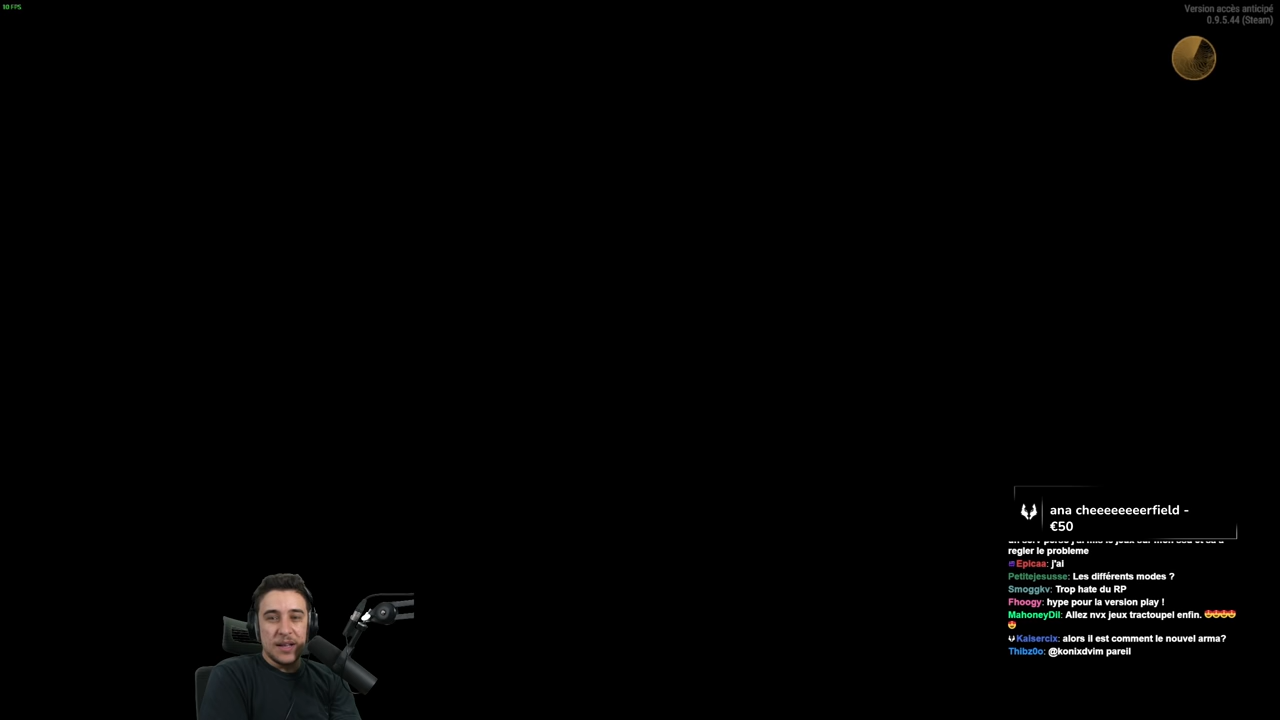 10 FPS
Version accès anticipé
0.9.5.44 (Steam)
ana cheeeeeeeerfield -
€50
regler le probleme
Epicaa: j'ai
Petitejesusse: Les différents modes ?
Smoggkv: Trop hate du RP
Fhoogy: hype pour la version play !
MahoneyDil: Allez nvx jeux tractoupel enfin. 😍😍😍😍
😍
Kaisercix: alors il est comment le nouvel arma?
Thibz0o: @konixdvim pareil